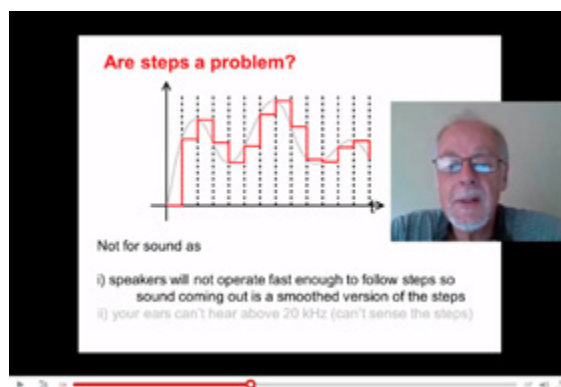 Are steps a problem?
t
Not for sound as
i) speakers will not operate fast enough to follow steps so
sound coming out is a smoothed version of the steps
ii) your ears can't hear above 20 kHz (can't sense the steps)